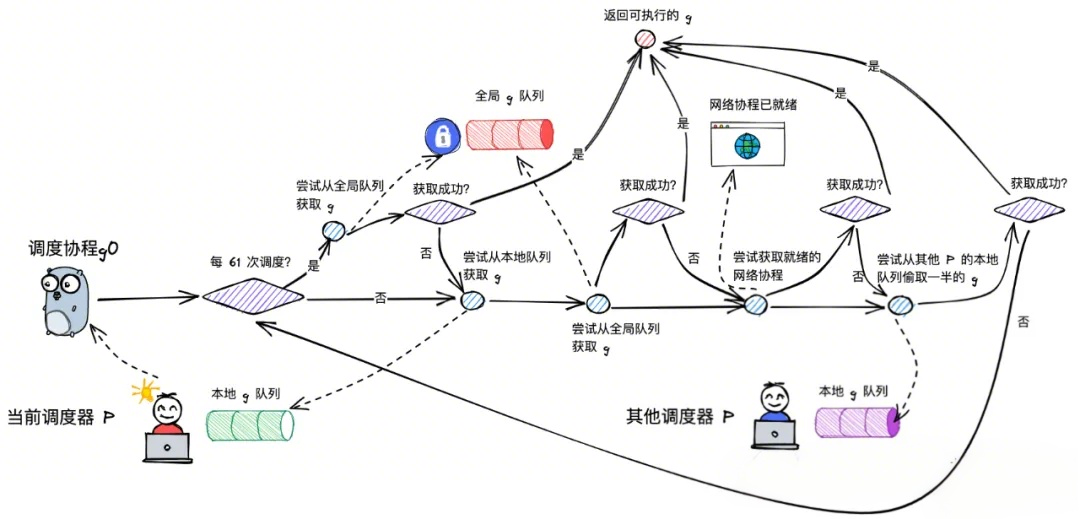 返回可执行的 g
是
是
全局 g 队列
网络协程已就绪
是
是
是
尝试从全局队列
获取 g
获取成功?
获取成功?
获取成功?
获取成功?
调度协程g0
每 61 次调度?
是
否
尝试从本地队列
获取 g
否
尝试获取就绪的
网络协程
否
尝试从其他 P 的本地
队列偷取一半的 g
否
否
尝试从全局队列
获取 g
当前调度器 P
本地 g 队列
其他调度器 P
本地 g 队列